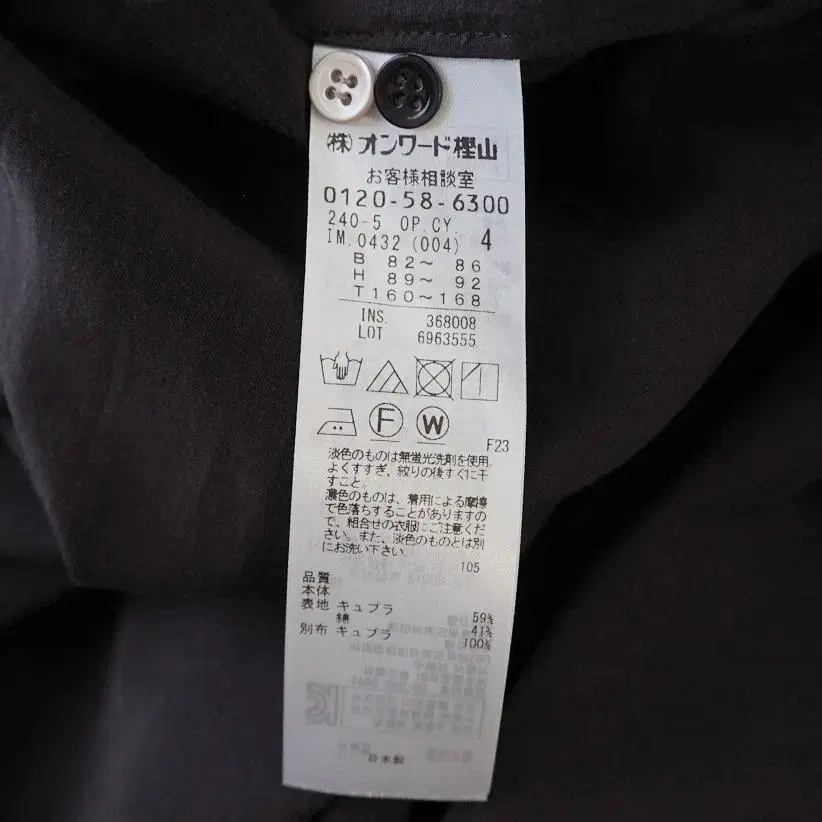 ㈱オンワード樫山
お客様相談室
0120-58-6300
240-5 OP.CY. 4
IM.0432 (004)
B 82~ 86
H 89~ 92
T160~168
INS. 368008
LOT 6963555
F W
F23
淡色のものは無蛍光洗剤を使用。
よくすすぎ、絞りの後すぐに干
すこと。
濃色のものは、着用による摩擦
で色落ちすることがありますの
で、組合せの衣服にご注意くだ
さい。また、淡色のものとは別
にお洗い下さい。
105
品質
本体
表地 キュプラ 59%
綿 41%
別布 キュプラ 100%